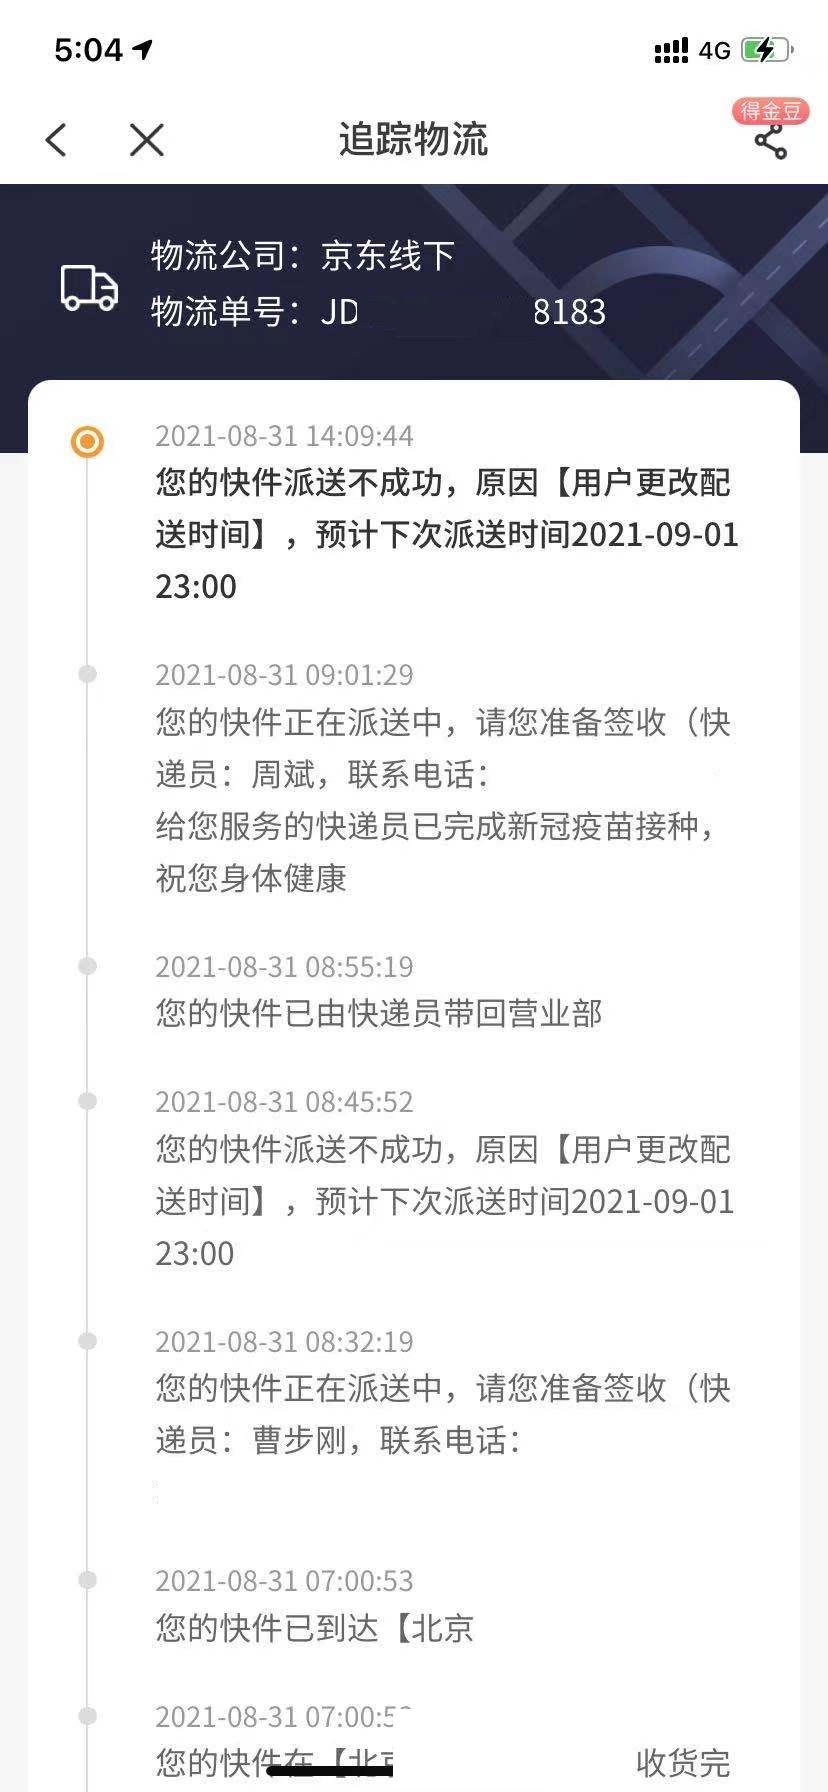 5:04
4G
得金豆
追踪物流
物流公司：京东线下
物流单号：JD 8183
2021-08-31 14:09:44
您的快件派送不成功，原因【用户更改配
送时间】，预计下次派送时间2021-09-01
23:00
2021-08-31 09:01:29
您的快件正在派送中，请您准备签收（快
递员：周斌，联系电话：
给您服务的快递员已完成新冠疫苗接种，
祝您身体健康
2021-08-31 08:55:19
您的快件已由快递员带回营业部
2021-08-31 08:45:52
您的快件派送不成功，原因【用户更改配
送时间】，预计下次派送时间2021-09-01
23:00
2021-08-31 08:32:19
您的快件正在派送中，请您准备签收（快
递员：曹步刚，联系电话：
2021-08-31 07:00:53
您的快件已到达【北京
2021-08-31 07:00:5
您的快件在【北 收货完